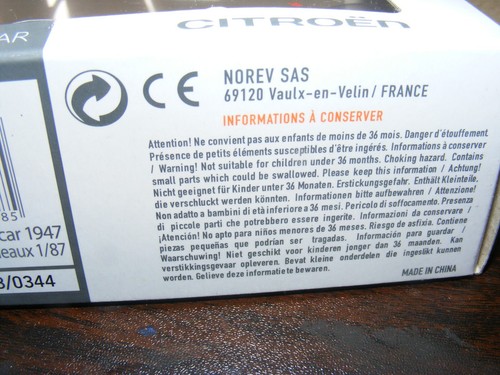 CITROËN
AR
CE
NOREV SAS
69120 Vaulx-en-Velin / FRANCE
INFORMATIONS À CONSERVER
Attention! Ne convient pas aux enfants de moins de 36 mois. Danger d'étouffement.
Présence de petits éléments susceptibles d'être ingérés. Informations à conserver
/ Warning! Not suitable for children under 36 months. Choking hazard. Contains
small parts which could be swallowed. Please keep this information / Achtung!
Nicht geeignet für Kinder unter 36 Monaten. Erstickungsgefahr. Enthält Kleinteile,
die verschluckt werden könnten. Informationen bitte aufbewahren / Attenzione!
Non adatto a bambini di età inferiore a 36 mesi. Pericolo di soffocamento. Presenza
di piccole parti che potrebbero essere ingerite. Informazioni da conservare /
¡Atención! No apto para niños menores de 36 meses. Riesgo de asfixia. Contiene
piezas pequeñas que podrían ser tragadas. Información para guardar /
Waarschuwing! Niet geschikt voor kinderen jonger dan 36 maanden. Kan
verstikkingsgevaar opleveren. Bevat kleine onderdelen die ingeslikt kunnen
worden. Gelieve deze informatie te bewaren.
MADE IN CHINA
85
car 1947
eaux 1/87
3/0344